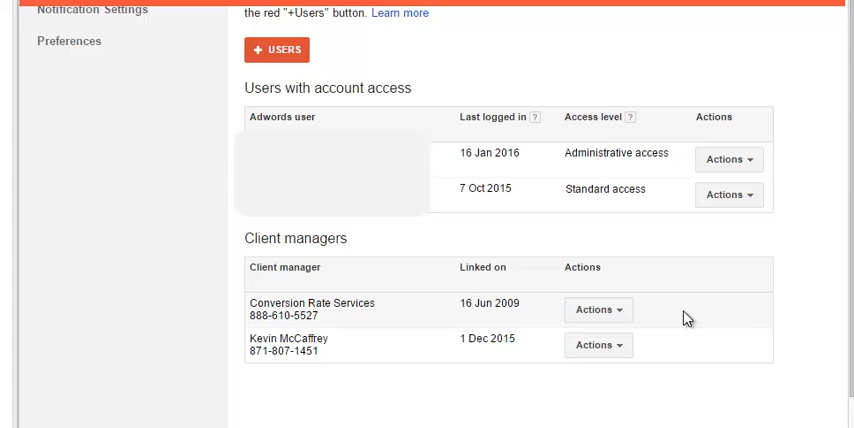 Notification Settings
Preferences
the red "+Users" button. Learn more
+ USERS
Users with account access
Adwords user Last logged in ? Access level ? Actions
16 Jan 2016 Administrative access Actions
7 Oct 2015 Standard access Actions
Client managers
Client manager Linked on Actions
Conversion Rate Services 16 Jun 2009 Actions
888-610-5527
Kevin McCaffrey 1 Dec 2015 Actions
871-807-1451